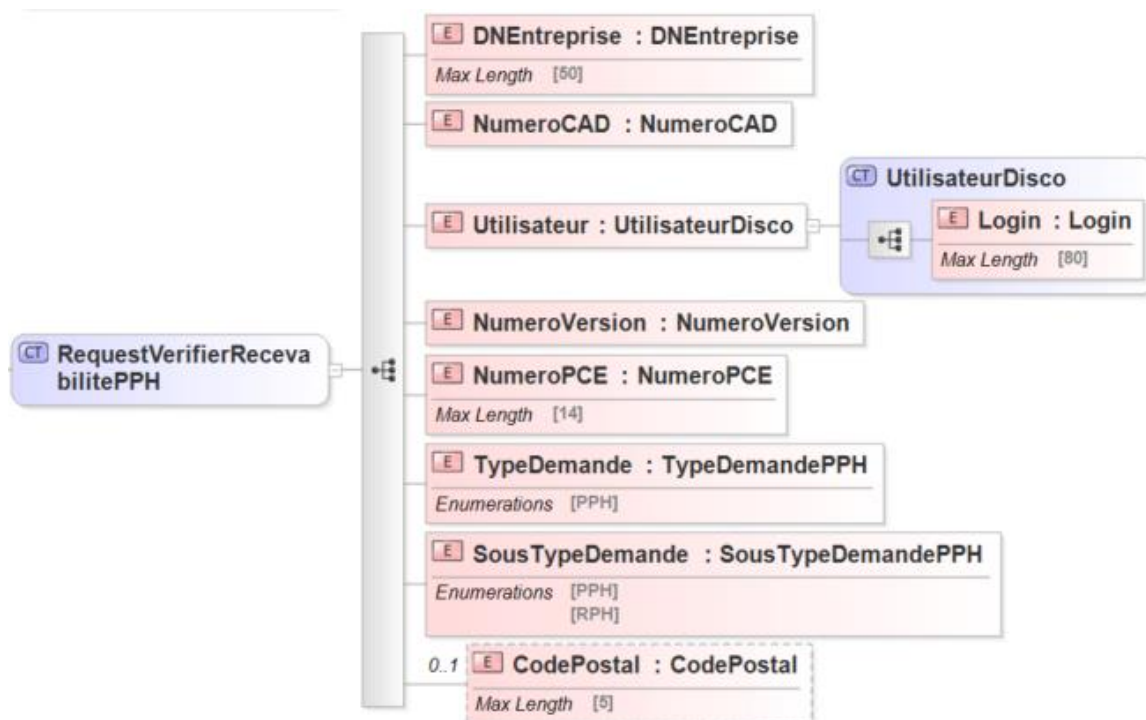 E DNEntreprise : DNEntreprise
Max Length [50]
E NumeroCAD : NumeroCAD
CT UtilisateurDisco
E Utilisateur : UtilisateurDisco
E Login : Login
Max Length [80]
E NumeroVersion : NumeroVersion
CT RequestVerifierReceva
bilitePPH
E NumeroPCE : NumeroPCE
Max Length [14]
E TypeDemande : TypeDemandePPH
Enumerations [PPH]
E SousTypeDemande : SousTypeDemandePPH
Enumerations [PPH]
[RPH]
0..1 E CodePostal : CodePostal
Max Length [5]